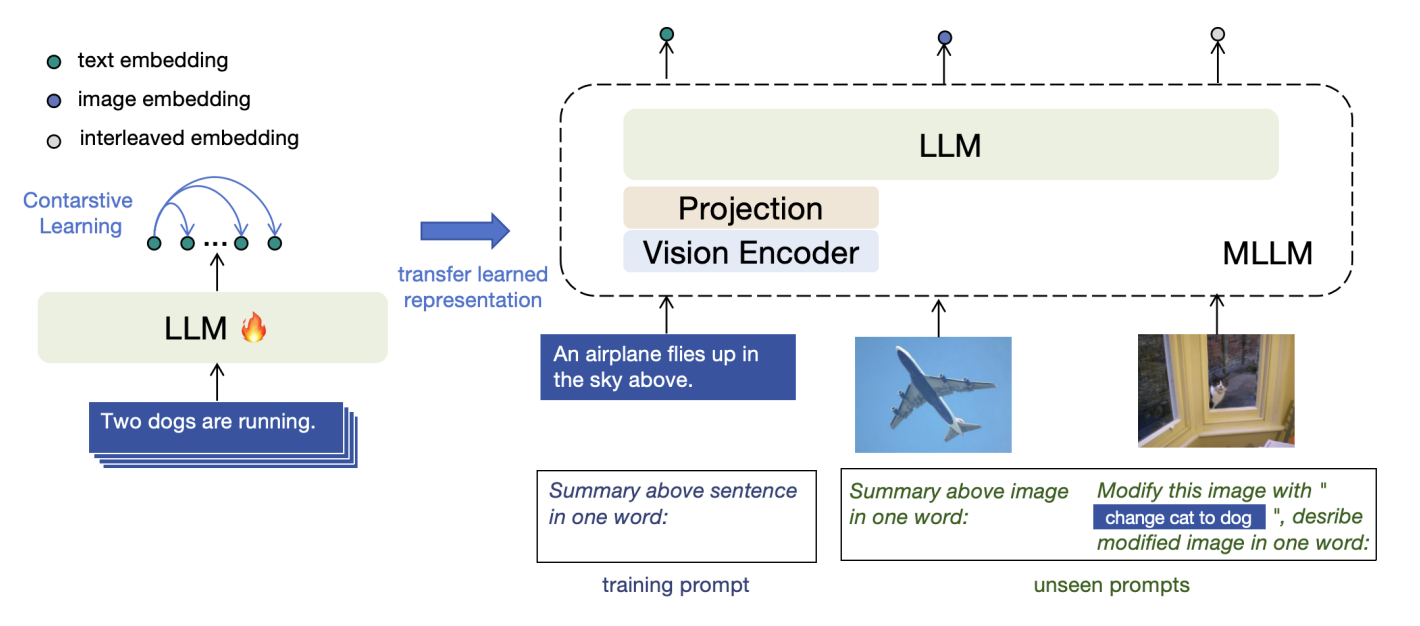 text embedding
image embedding
interleaved embedding
Contarstive
Learning
...
LLM
Two dogs are running.
transfer learned
representation
LLM
Projection
Vision Encoder
MLLM
An airplane flies up in
the sky above.
Summary above sentence
in one word:
training prompt
Summary above image
in one word:
Modify this image with "
change cat to dog ", desribe
modified image in one word:
unseen prompts